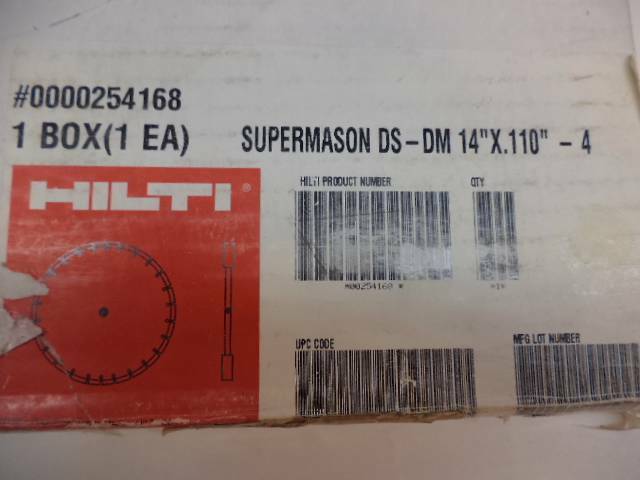 #0000254168
1 BOX(1 EA) SUPERMASON DS-DM 14"X.110" - 4
HILTI®
HILTI PRODUCT NUMBER QTY
*1*
UPC CODE MFG LOT NUMBER